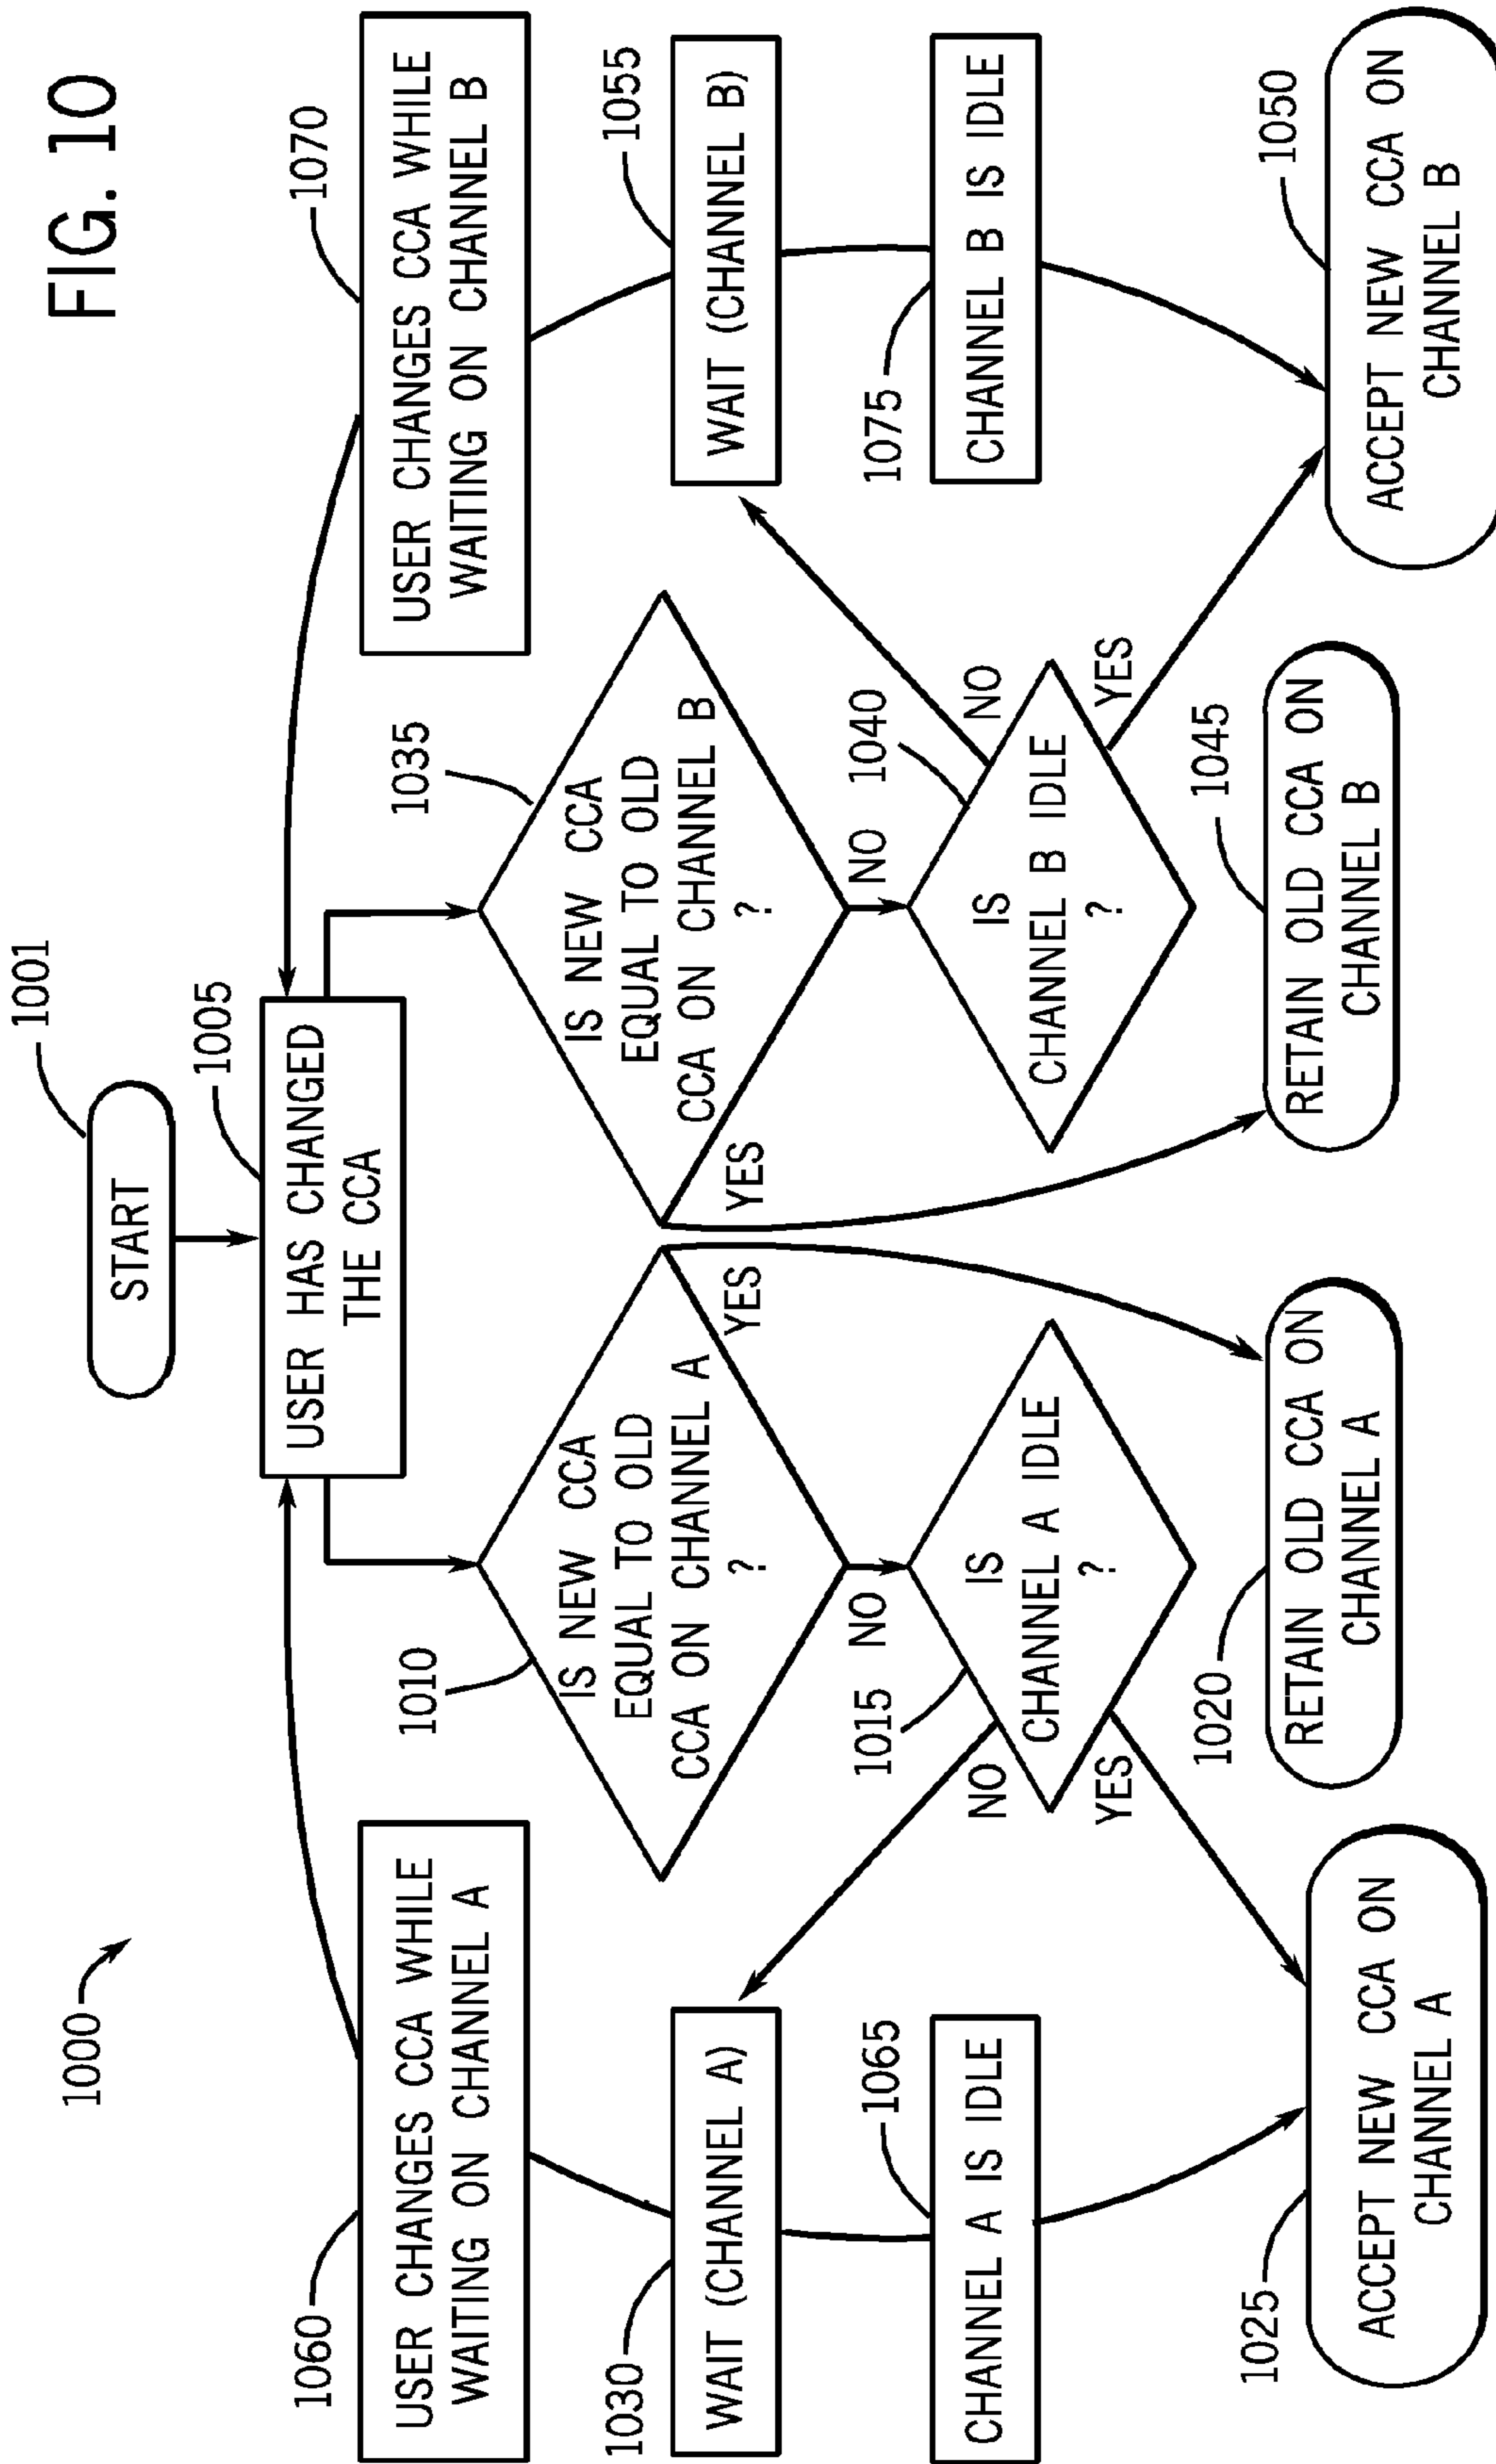 FIG. 10
1000
START
1001
USER HAS CHANGED
THE CCA
1005
1060
USER CHANGES CCA WHILE
WAITING ON CHANNEL A
1070
USER CHANGES CCA WHILE
WAITING ON CHANNEL B
1010
IS NEW CCA
EQUAL TO OLD
CCA ON CHANNEL A
?
YES
NO
1035
IS NEW CCA
EQUAL TO OLD
CCA ON CHANNEL B
?
YES
NO
1030
WAIT (CHANNEL A)
1055
WAIT (CHANNEL B)
1015
IS
CHANNEL A IDLE
?
NO
YES
1040
IS
CHANNEL B IDLE
?
NO
YES
1065
CHANNEL A IS IDLE
1075
CHANNEL B IS IDLE
1025
ACCEPT NEW CCA ON
CHANNEL A
1020
RETAIN OLD CCA ON
CHANNEL A
1045
RETAIN OLD CCA ON
CHANNEL B
1050
ACCEPT NEW CCA ON
CHANNEL B